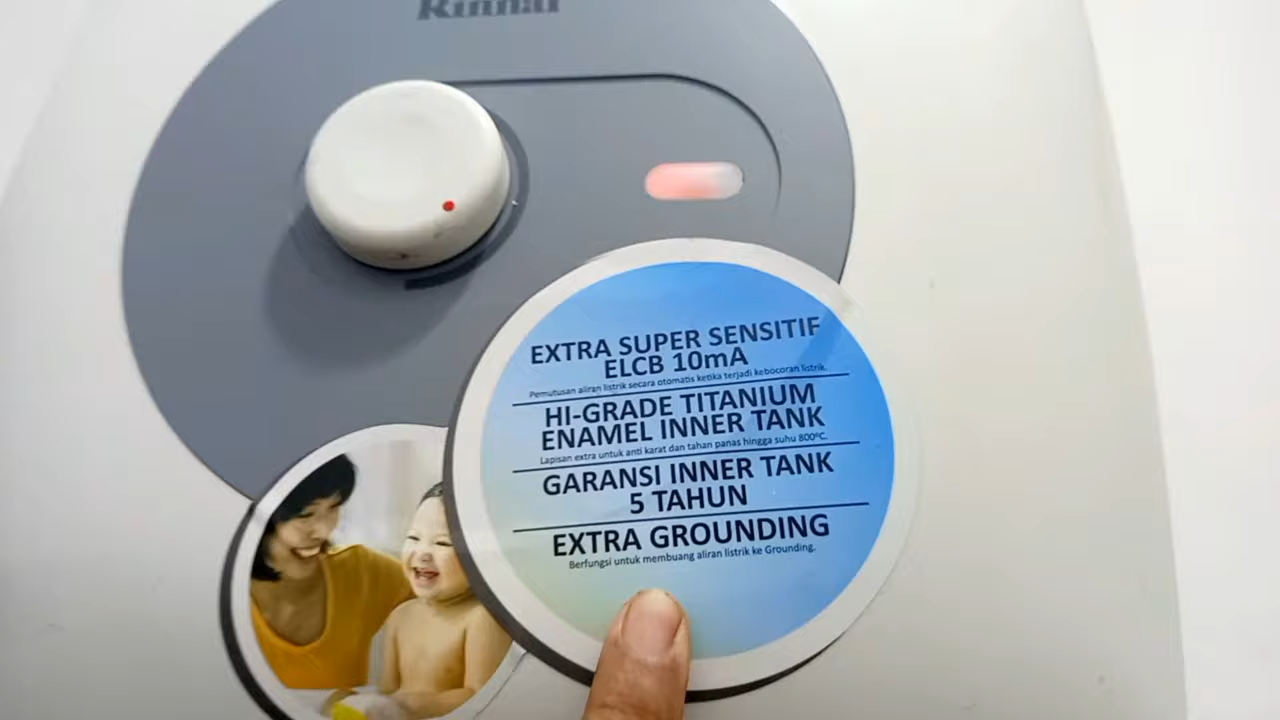 Rinnai
EXTRA SUPER SENSITIF
ELCB 10mA
Pemutusan aliran listrik secara otomatis ketika terjadi kebocoran listrik.
HI-GRADE TITANIUM
ENAMEL INNER TANK
Lapisan extra untuk anti karat dan tahan panas hingga suhu 800°C.
GARANSI INNER TANK
5 TAHUN
EXTRA GROUNDING
Berfungsi untuk membuang aliran listrik ke Grounding.